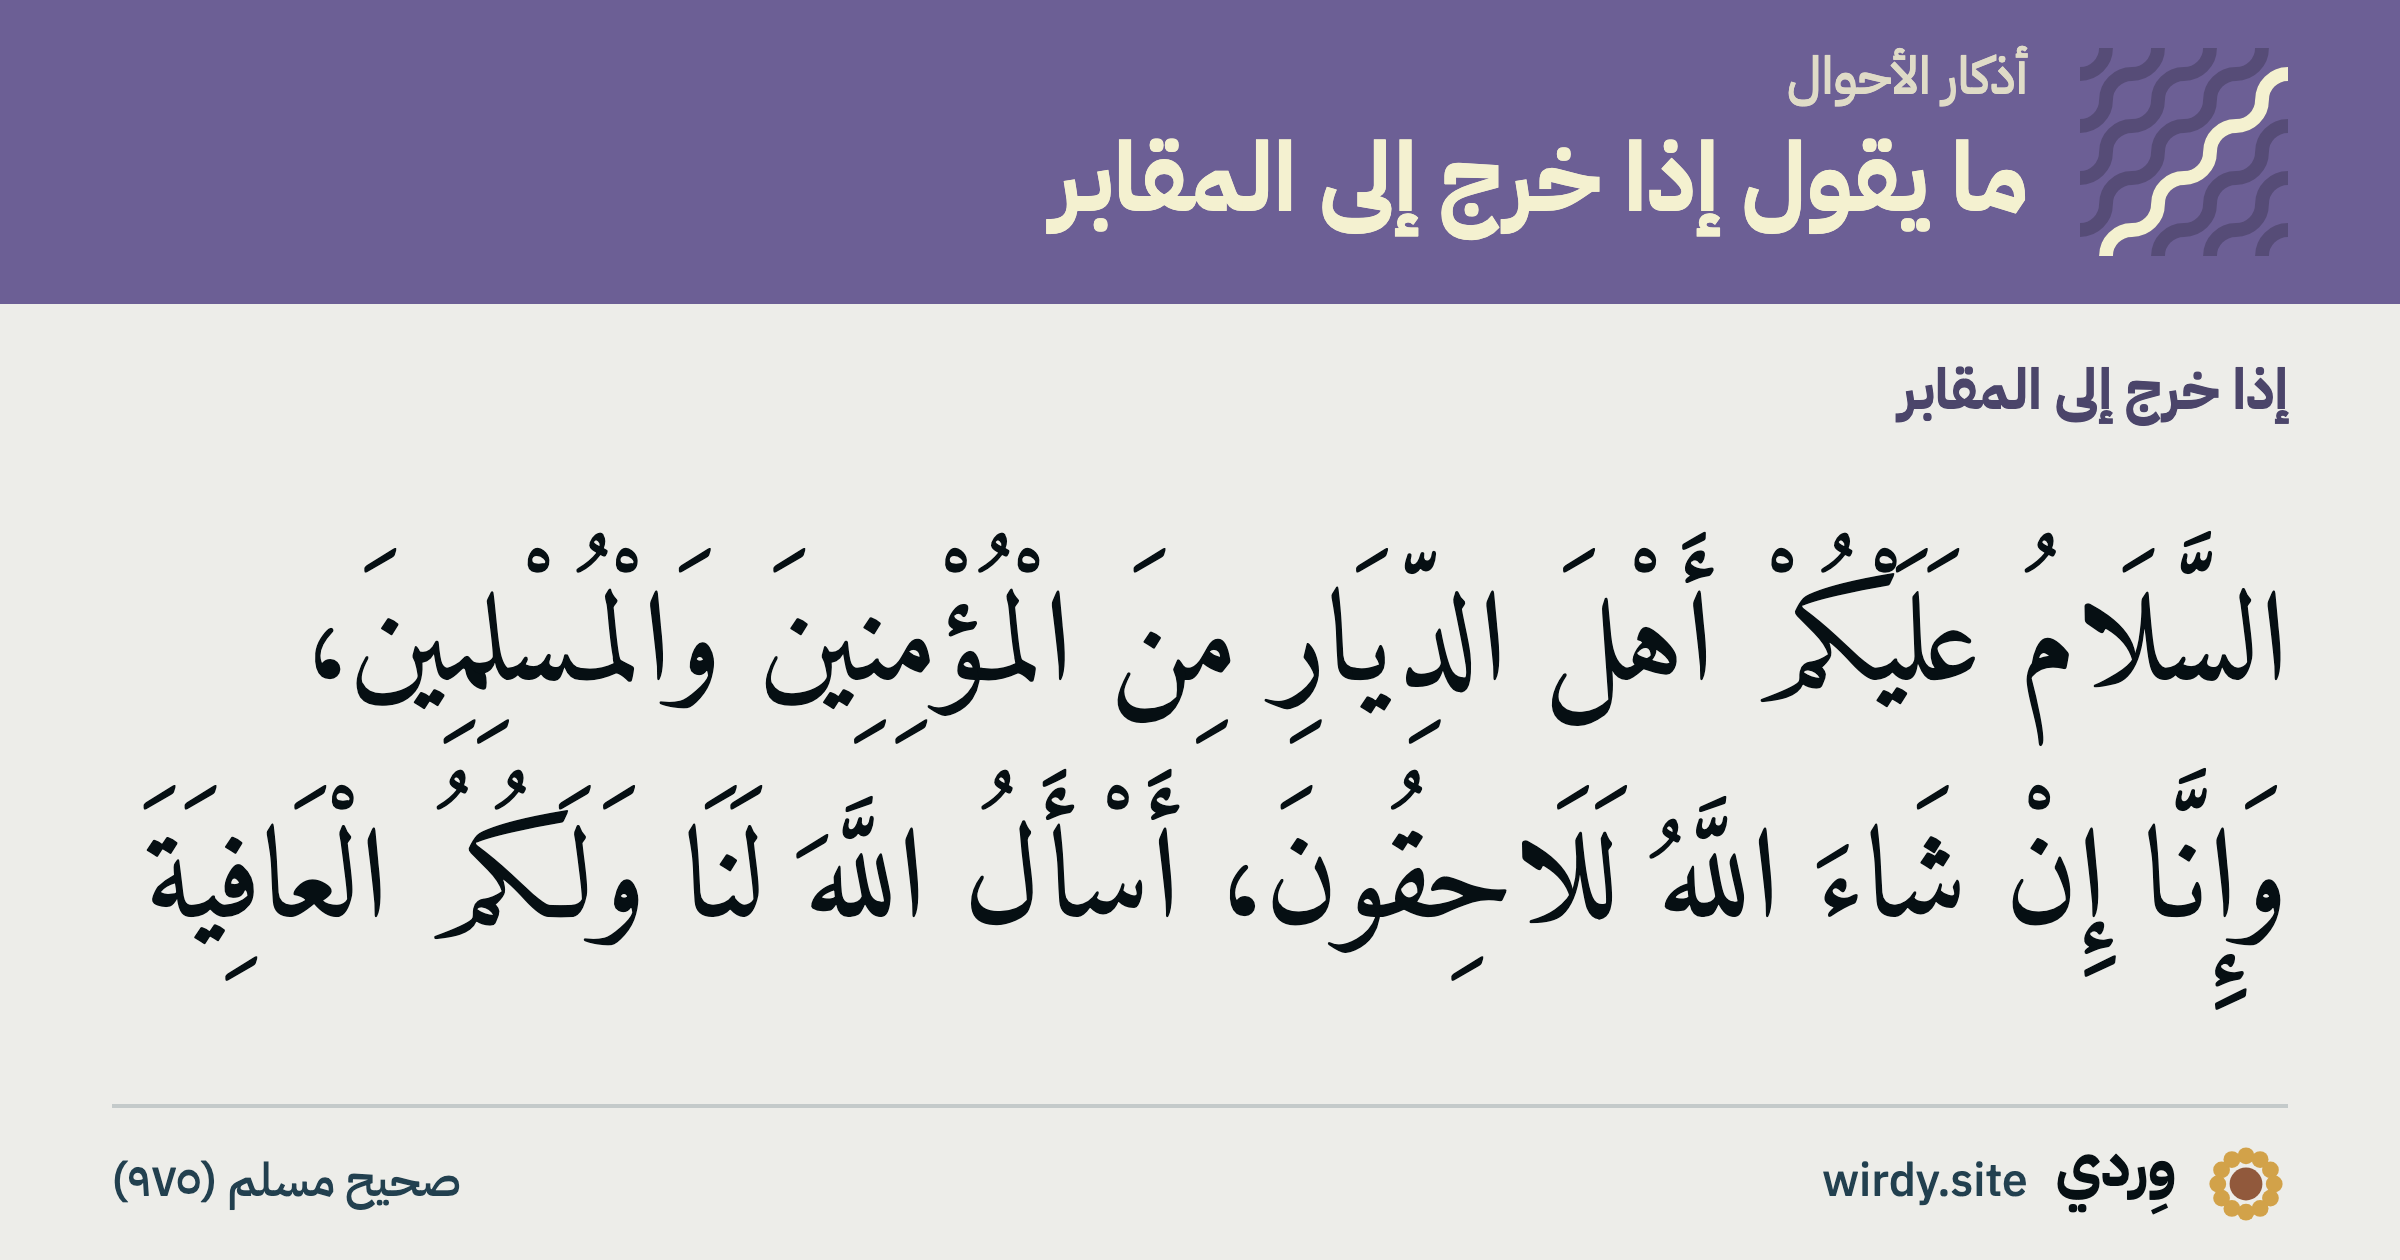 أذكار الأحوال
ما يقول إذا خرج إلى المقابر
إذا خرج إلى المقابر
السَّلَامُ عَلَيْكُمْ أَهْلَ الدِّيَارِ مِنَ الْمُؤْمِنِينَ وَالْمُسْلِمِينَ،
وَإِنَّا إِنْ شَاءَ اللَّهُ لَلَاحِقُونَ، أَسْأَلُ اللَّهَ لَنَا وَلَكُمُ الْعَافِيَةَ
وِردي wirdy.site
صحيح مسلم (٩٧٥)